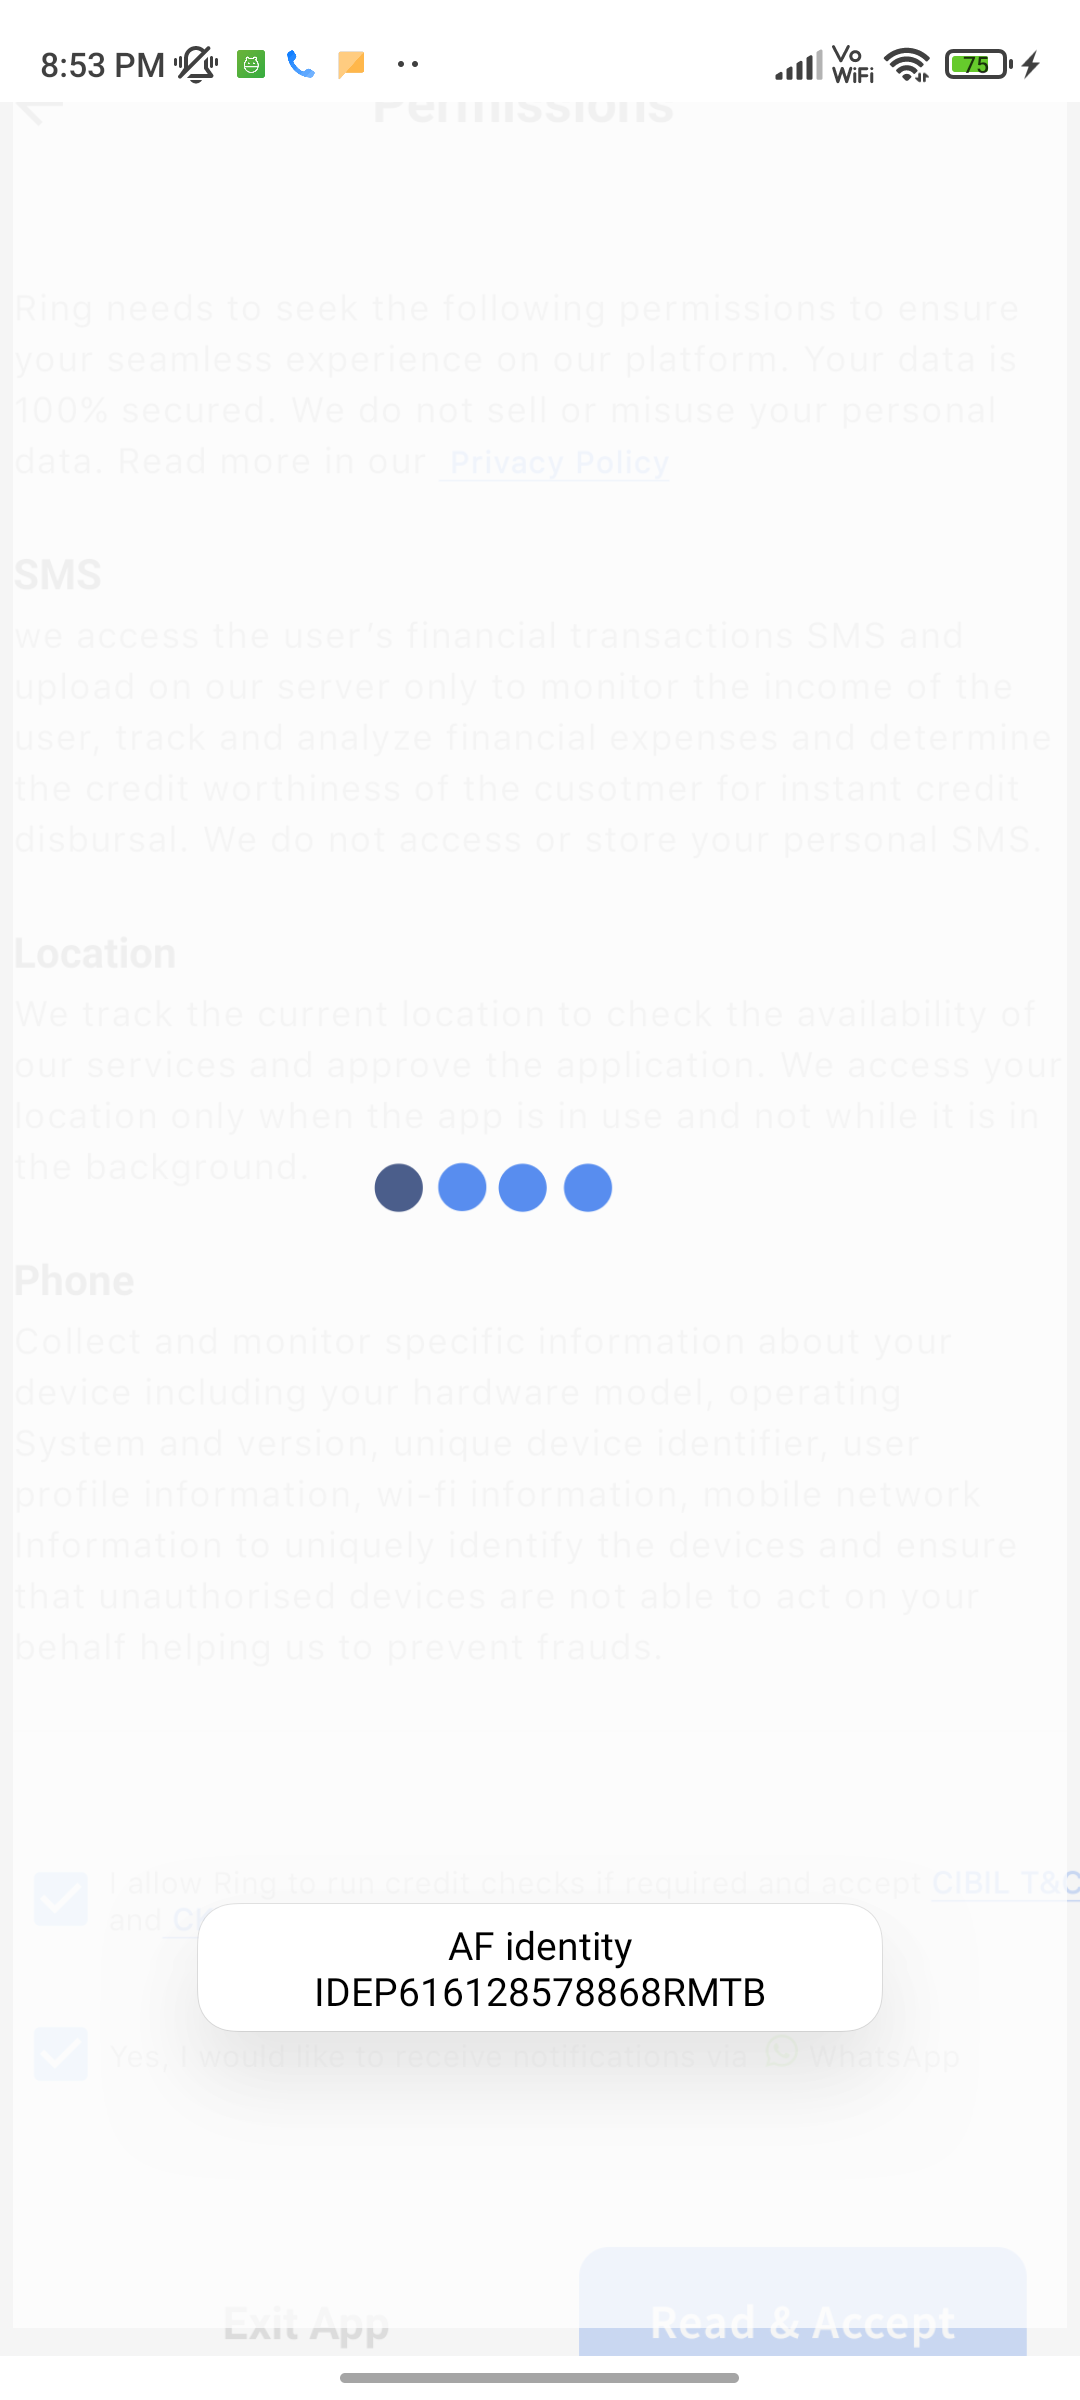 8:53 PM
Vo
WiFi
75
Permissions
Ring needs to seek the following permissions to ensure
your seamless experience on our platform. Your data is
100% secured. We do not sell or misuse your personal
data. Read more in our Privacy Policy
SMS
we access the user's financial transactions SMS and
upload on our server only to monitor the income of the
user, track and analyze financial expenses and determine
the credit worthiness of the cusotmer for instant credit
disbursal. We do not access or store your personal SMS.
Location
We track the current location to check the availability of
our services and approve the application. We access your
location only when the app is in use and not while it is in
the background.
Phone
Collect and monitor specific information about your
device including your hardware model, operating
System and version, unique device identifier, user
profile information, wi-fi information, mobile network
Information to uniquely identify the devices and ensure
that unauthorised devices are not able to act on your
behalf helping us to prevent frauds.
I allow Ring to run credit checks if required and accept CIBIL T&C
and
AF identity
IDEP616128578868RMTB
Yes, I would like to receive notifications via WhatsApp
Exit App
Read & Accept